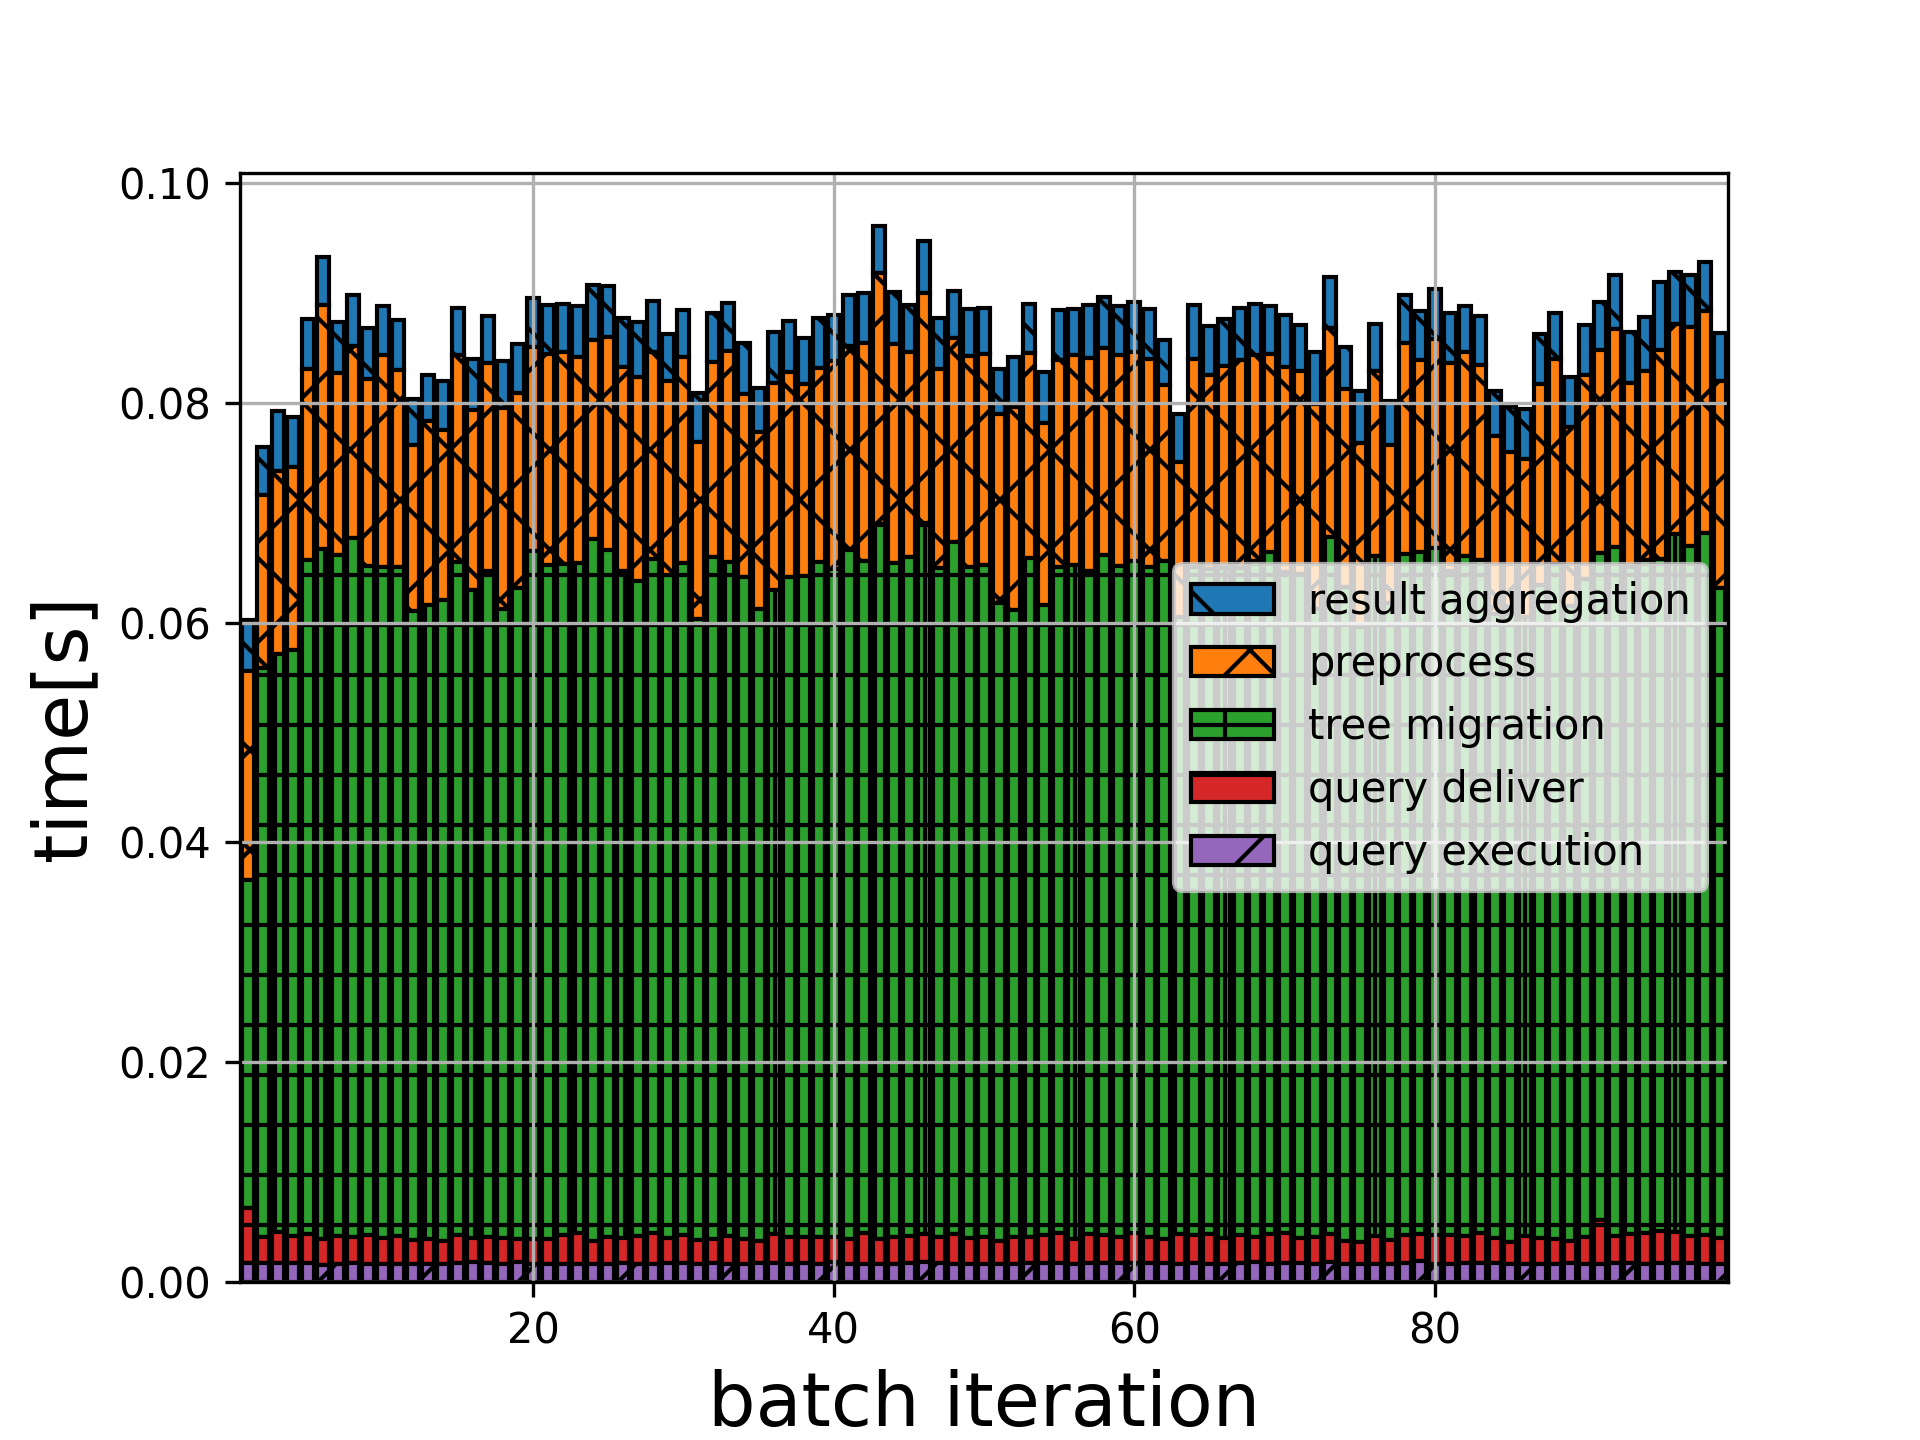 0.10
0.08
0.06
0.04
0.02
0.00
time[s]
result aggregation
preprocess
tree migration
query deliver
query execution
20 40 60 80
batch iteration